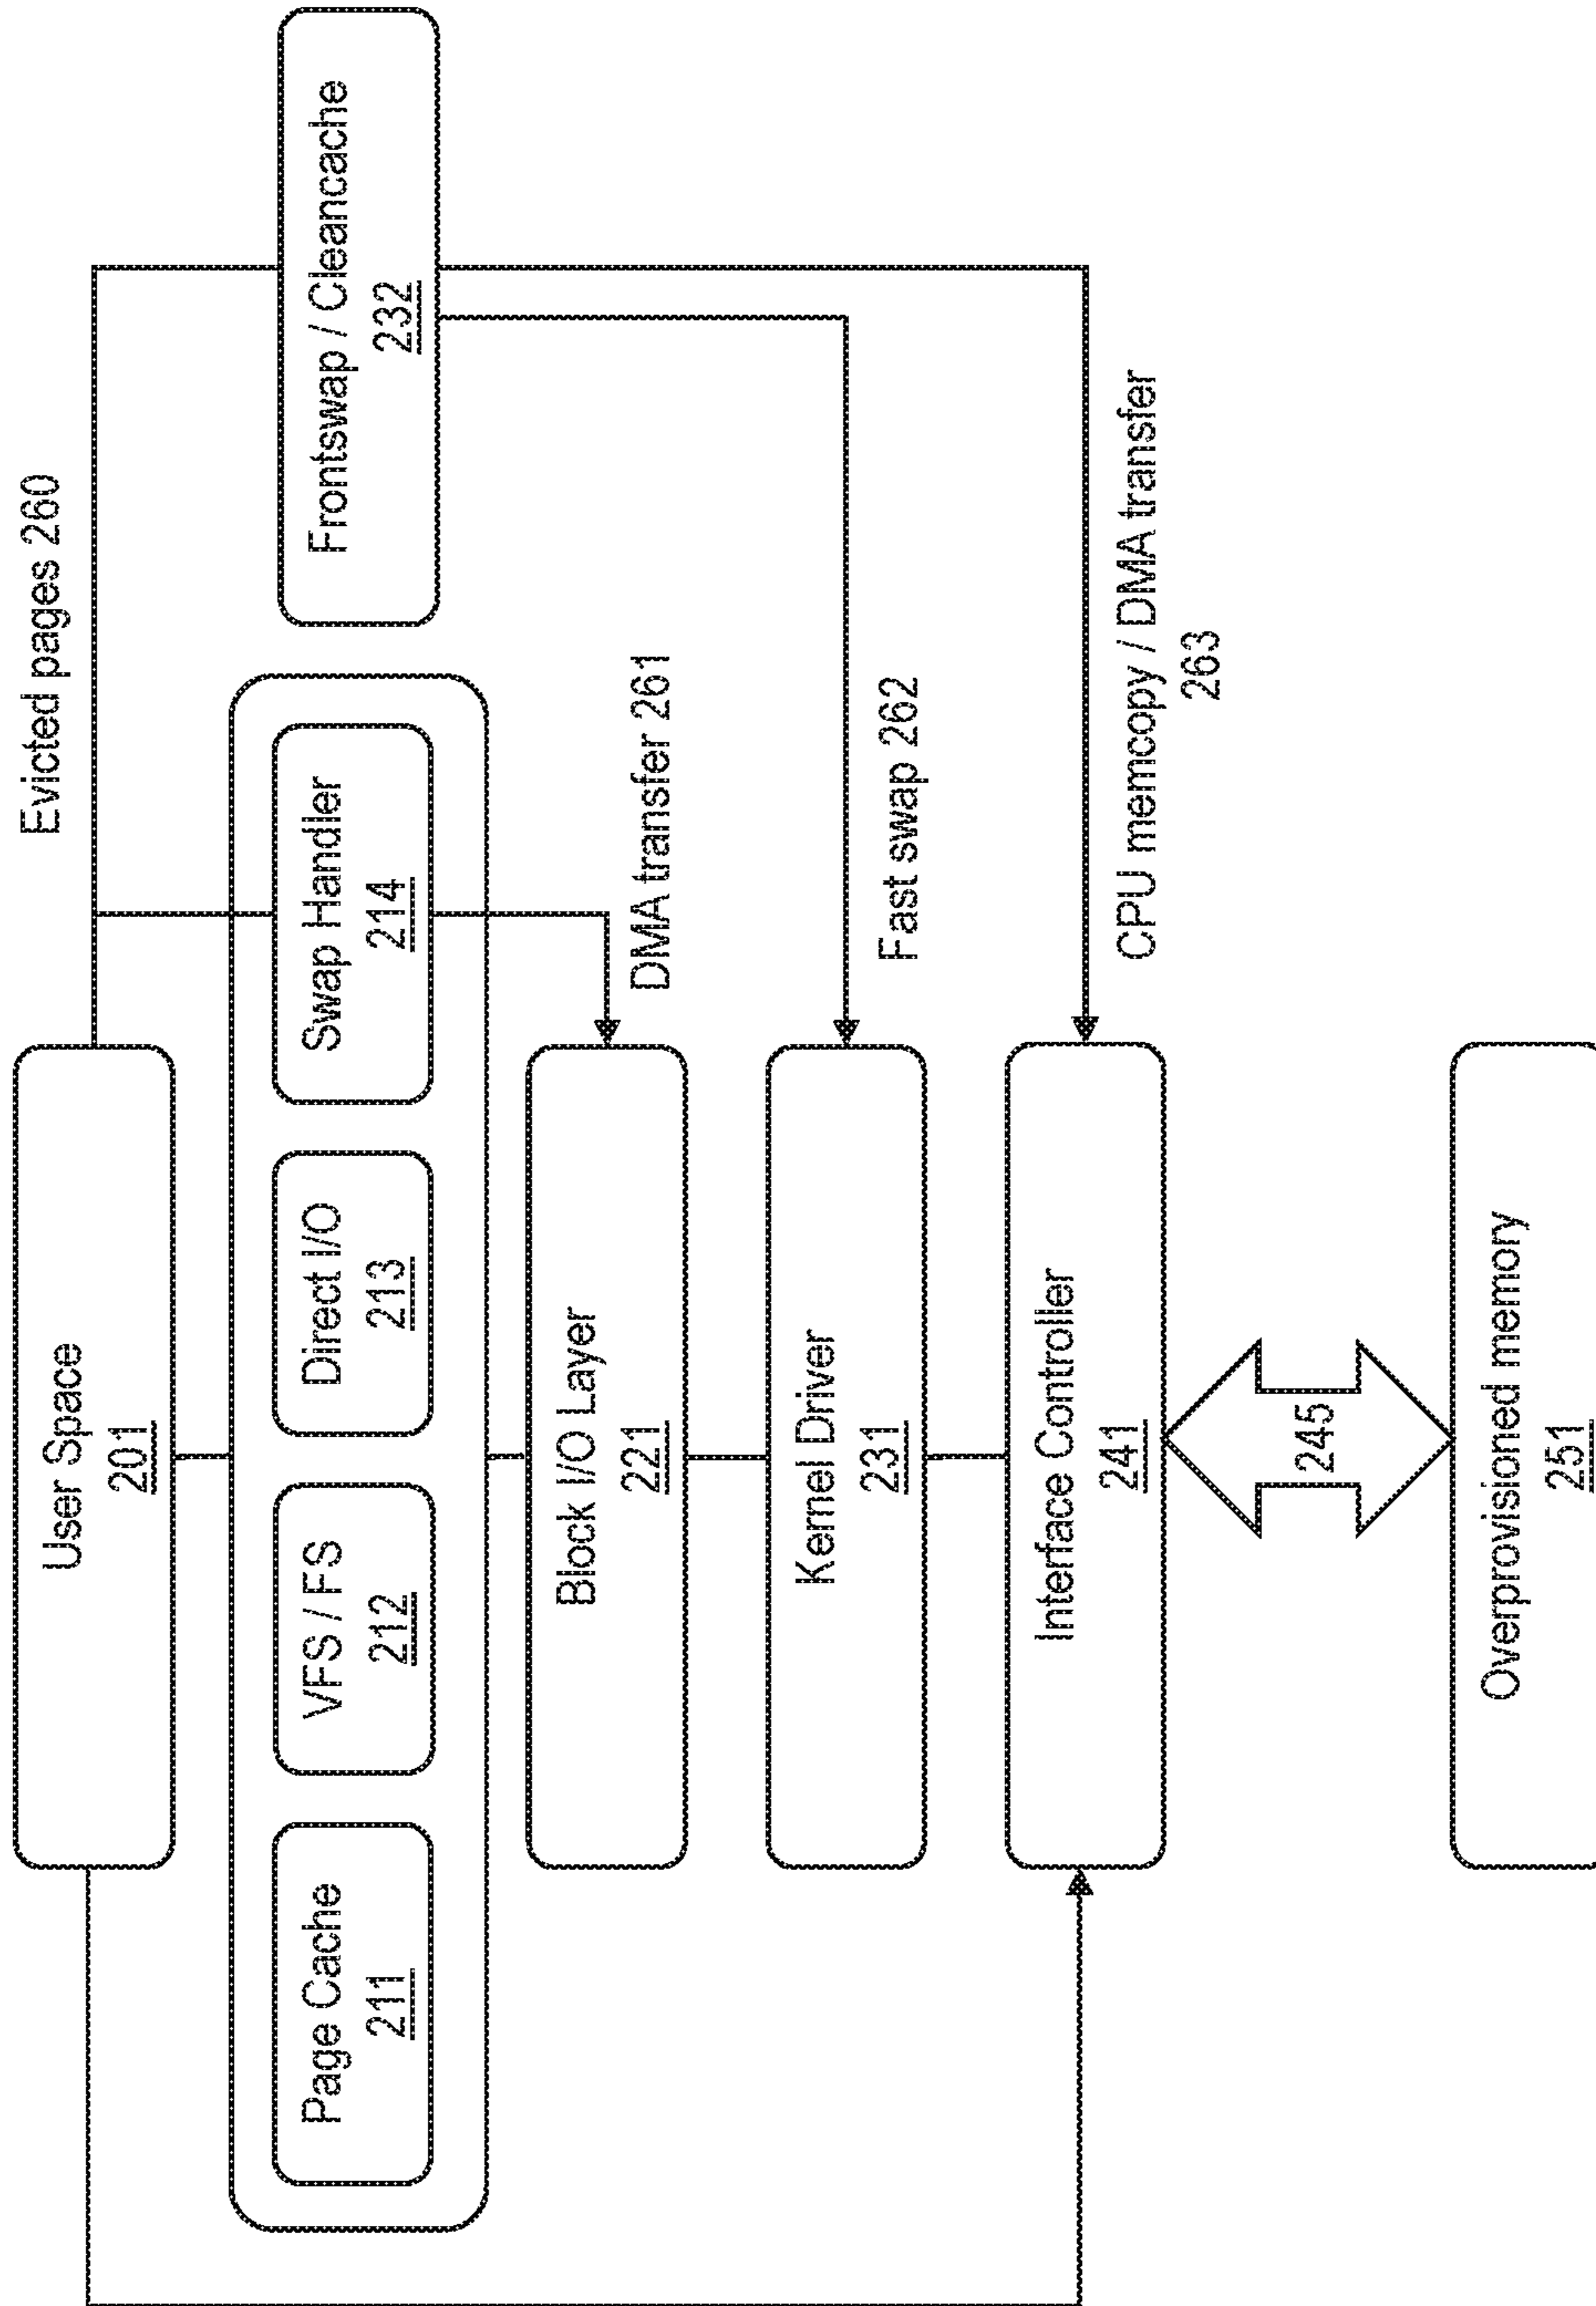 User Space
201
Evicted pages 260
Page Cache
211
VFS / FS
212
Direct I/O
213
Swap Handler
214
Frontswap / Cleancache
232
Block I/O Layer
221
DMA transfer 261
Kernel Driver
231
Fast swap 262
Interface Controller
241
CPU memcopy / DMA transfer
263
245
Overprovisioned memory
251